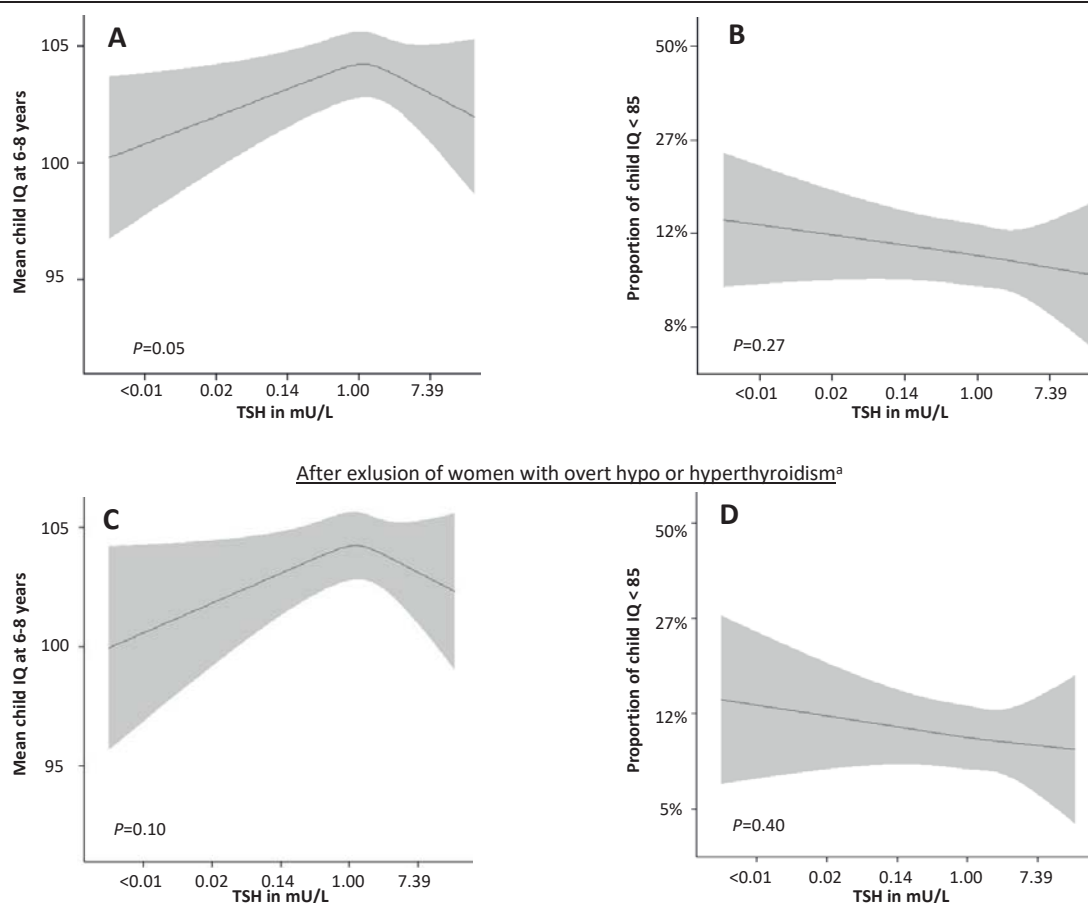 A
Mean child IQ at 6-8 years
105
100
95
P=0.05
<0.01 0.02 0.14 1.00 7.39
TSH in mU/L
B
Proportion of child IQ < 85
50%
27%
12%
8%
P=0.27
<0.01 0.02 0.14 1.00 7.39
TSH in mU/L
After exlusion of women with overt hypo or hyperthyroidismᵃ
C
Mean child IQ at 6-8 years
105
100
95
P=0.10
<0.01 0.02 0.14 1.00 7.39
TSH in mU/L
D
Proportion of child IQ < 85
50%
27%
12%
5%
P=0.40
<0.01 0.02 0.14 1.00 7.39
TSH in mU/L